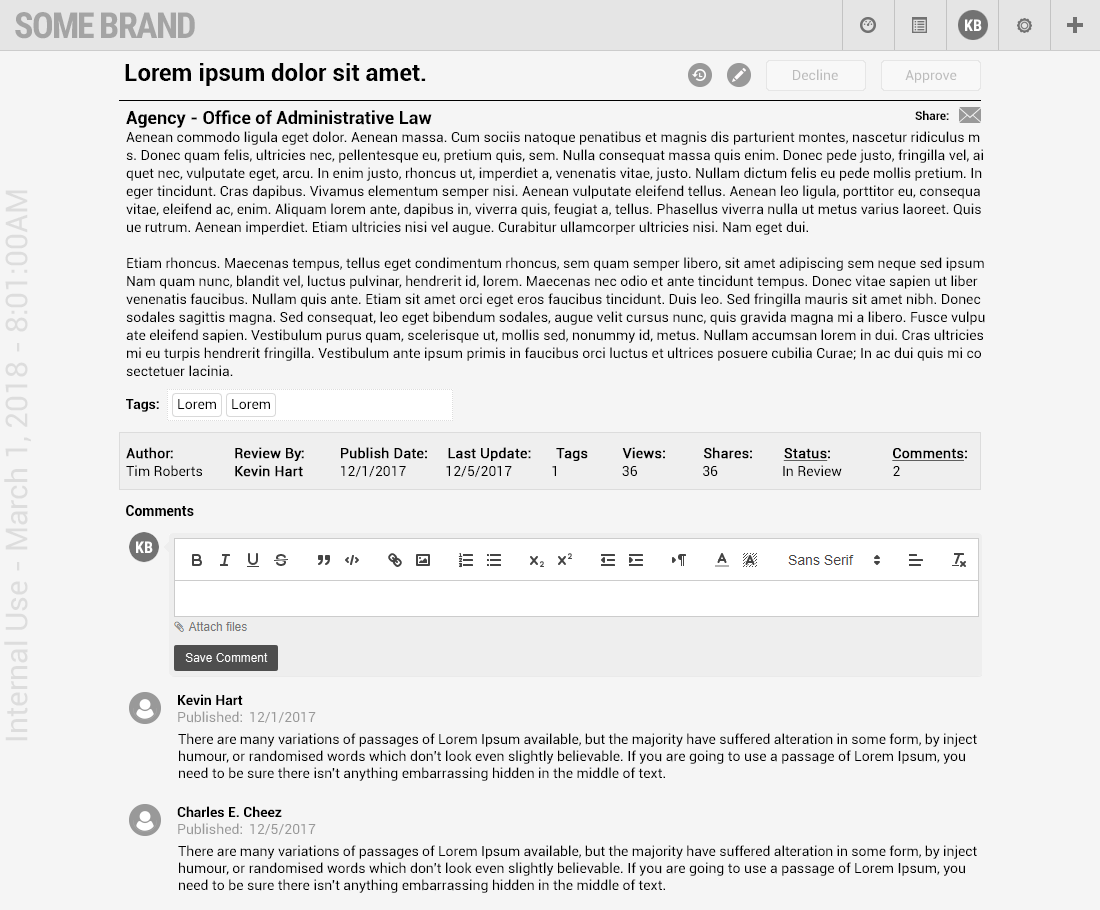 SOME BRAND
KB
Lorem ipsum dolor sit amet.
Decline
Approve
Agency - Office of Administrative Law
Share:
Aenean commodo ligula eget dolor. Aenean massa. Cum sociis natoque penatibus et magnis dis parturient montes, nascetur ridiculus m
s. Donec quam felis, ultricies nec, pellentesque eu, pretium quis, sem. Nulla consequat massa quis enim. Donec pede justo, fringilla vel, ai
quet nec, vulputate eget, arcu. In enim justo, rhoncus ut, imperdiet a, venenatis vitae, justo. Nullam dictum felis eu pede mollis pretium. In
eger tincidunt. Cras dapibus. Vivamus elementum semper nisi. Aenean vulputate eleifend tellus. Aenean leo ligula, porttitor eu, consequa
vitae, eleifend ac, enim. Aliquam lorem ante, dapibus in, viverra quis, feugiat a, tellus. Phasellus viverra nulla ut metus varius laoreet. Quis
ue rutrum. Aenean imperdiet. Etiam ultricies nisi vel augue. Curabitur ullamcorper ultricies nisi. Nam eget dui.
Etiam rhoncus. Maecenas tempus, tellus eget condimentum rhoncus, sem quam semper libero, sit amet adipiscing sem neque sed ipsum
Nam quam nunc, blandit vel, luctus pulvinar, hendrerit id, lorem. Maecenas nec odio et ante tincidunt tempus. Donec vitae sapien ut liber
venenatis faucibus. Nullam quis ante. Etiam sit amet orci eget eros faucibus tincidunt. Duis leo. Sed fringilla mauris sit amet nibh. Donec
sodales sagittis magna. Sed consequat, leo eget bibendum sodales, augue velit cursus nunc, quis gravida magna mi a libero. Fusce vulpu
ate eleifend sapien. Vestibulum purus quam, scelerisque ut, mollis sed, nonummy id, metus. Nullam accumsan lorem in dui. Cras ultricies
mi eu turpis hendrerit fringilla. Vestibulum ante ipsum primis in faucibus orci luctus et ultrices posuere cubilia Curae; In ac dui quis mi co
sectetuer lacinia.
Tags: Lorem Lorem
Author: Review By: Publish Date: Last Update: Tags Views: Shares: Status: Comments:
Tim Roberts Kevin Hart 12/1/2017 12/5/2017 1 36 36 In Review 2
Comments
KB
Sans Serif
Attach files
Save Comment
Kevin Hart
Published: 12/1/2017
There are many variations of passages of Lorem Ipsum available, but the majority have suffered alteration in some form, by inject
humour, or randomised words which don't look even slightly believable. If you are going to use a passage of Lorem Ipsum, you
need to be sure there isn't anything embarrassing hidden in the middle of text.
Charles E. Cheez
Published: 12/5/2017
There are many variations of passages of Lorem Ipsum available, but the majority have suffered alteration in some form, by inject
humour, or randomised words which don't look even slightly believable. If you are going to use a passage of Lorem Ipsum, you
need to be sure there isn't anything embarrassing hidden in the middle of text.
Internal Use - March 1, 2018 - 8:01:00AM